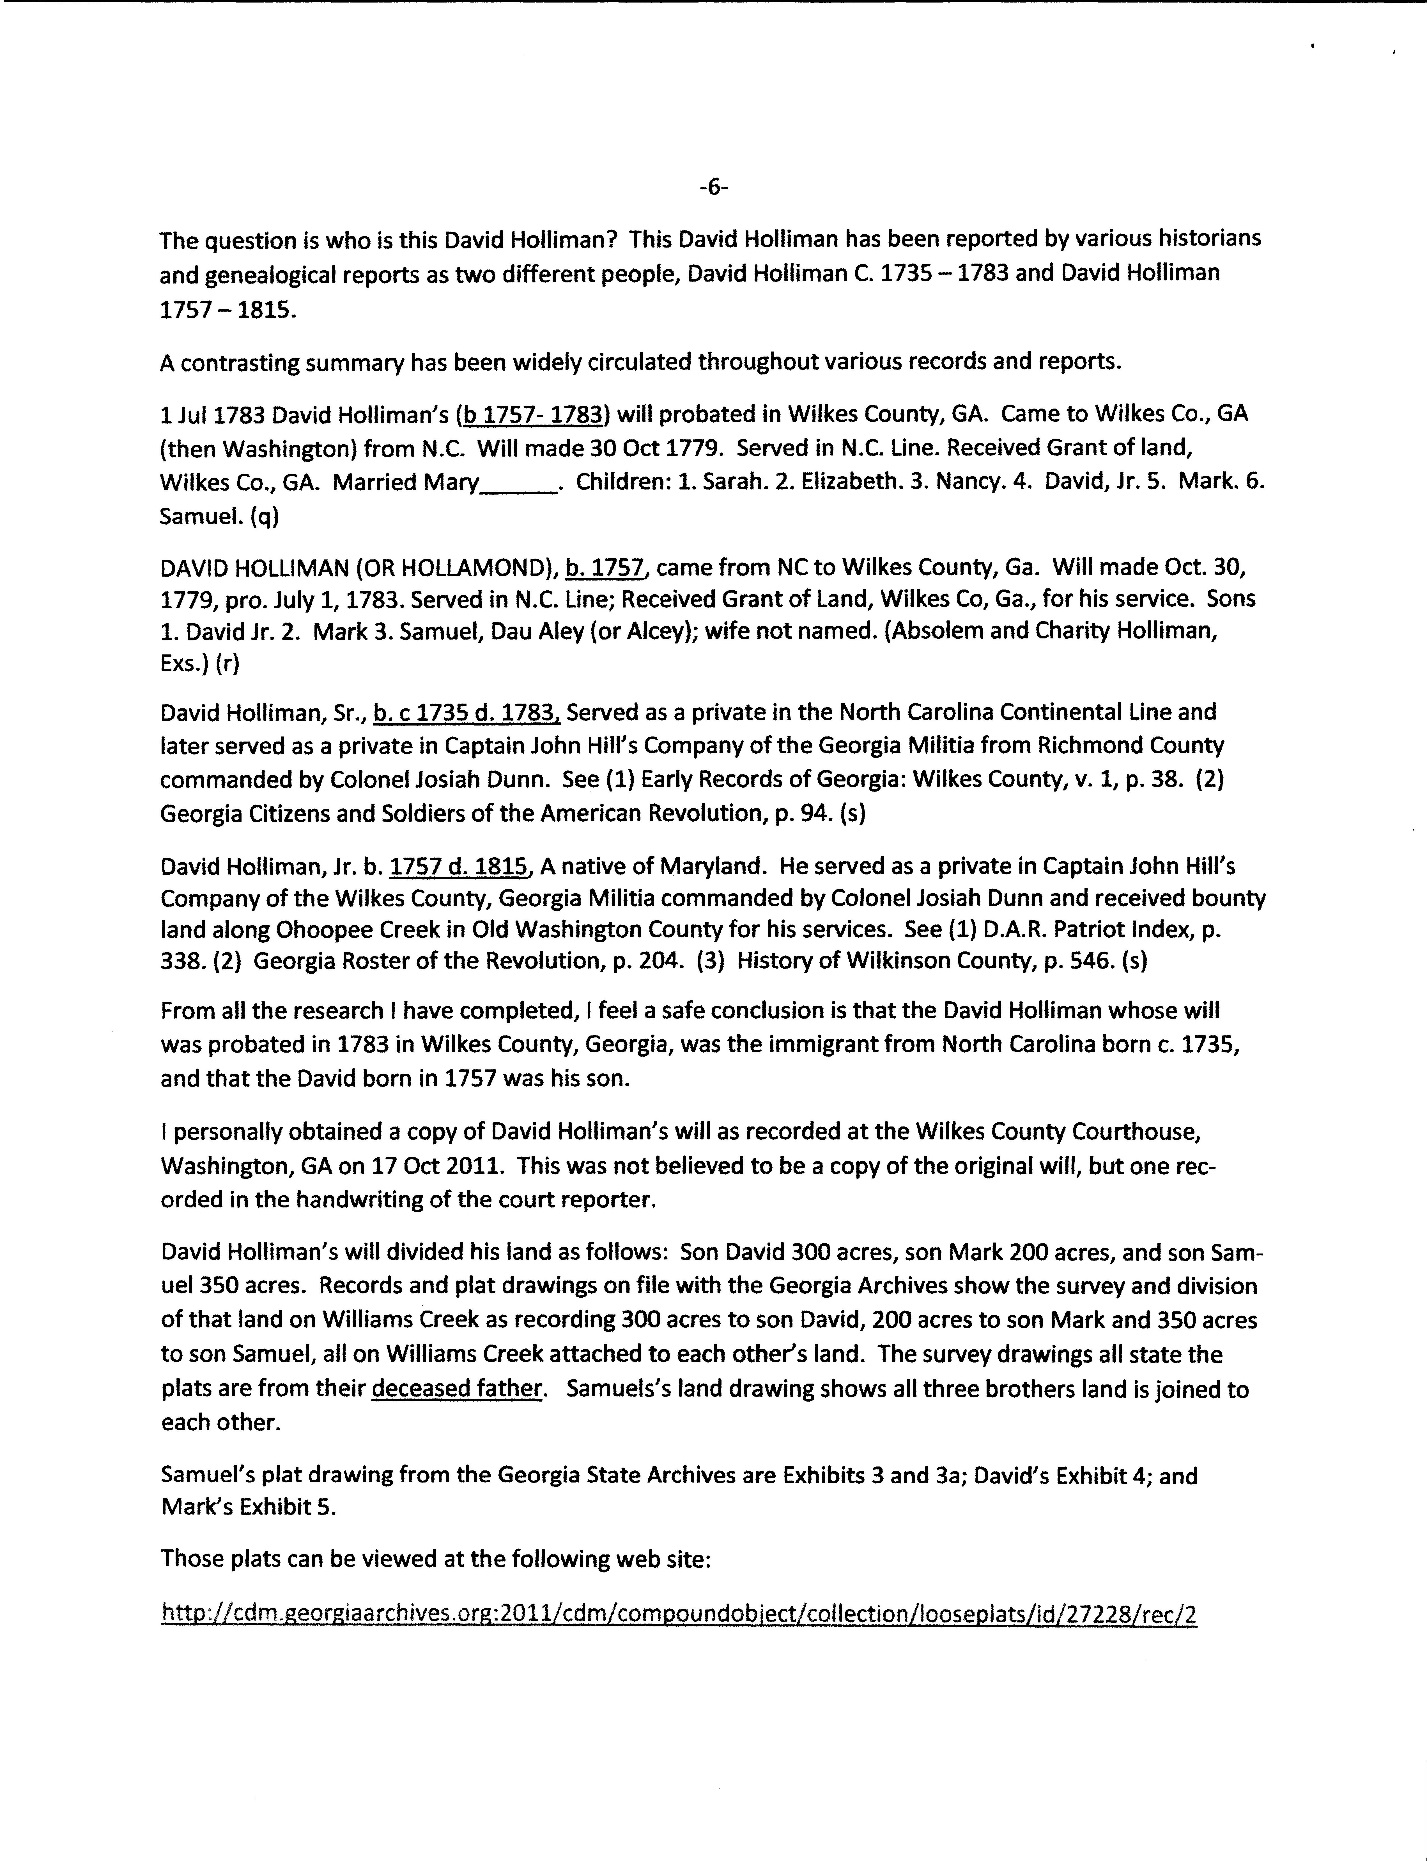 -6-
The question is who is this David Holliman?  This David Holliman has been reported by various historians
and genealogical reports as two different people, David Holliman C. 1735 – 1783 and David Holliman
1757 – 1815.
A contrasting summary has been widely circulated throughout various records and reports.
1 Jul 1783 David Holliman's (b 1757- 1783) will probated in Wilkes County, GA.  Came to Wilkes Co., GA
(then Washington) from N.C.  Will made 30 Oct 1779.  Served in N.C. Line. Received Grant of land,
Wilkes Co., GA.  Married Mary______.  Children: 1. Sarah. 2. Elizabeth. 3. Nancy. 4.  David, Jr. 5.  Mark. 6.
Samuel. (q)
DAVID HOLLIMAN (OR HOLLAMOND), b. 1757, came from NC to Wilkes County, Ga.  Will made Oct. 30,
1779, pro. July 1, 1783. Served in N.C. Line; Received Grant of Land, Wilkes Co, Ga., for his service.  Sons
1. David Jr. 2.  Mark 3. Samuel, Dau Aley (or Alcey); wife not named. (Absolem and Charity Holliman,
Exs.) (r)
David Holliman, Sr., b. c 1735 d. 1783, Served as a private in the North Carolina Continental Line and
later served as a private in Captain John Hill's Company of the Georgia Militia from Richmond County
commanded by Colonel Josiah Dunn.  See (1) Early Records of Georgia: Wilkes County, v. 1, p. 38.  (2)
Georgia Citizens and Soldiers of the American Revolution, p. 94. (s)
David Holliman, Jr. b. 1757 d. 1815, A native of Maryland.  He served as a private in Captain John Hill's
Company of the Wilkes County, Georgia Militia commanded by Colonel Josiah Dunn and received bounty
land along Ohoopee Creek in Old Washington County for his services.  See (1) D.A.R. Patriot Index, p.
338. (2)  Georgia Roster of the Revolution, p. 204.  (3)  History of Wilkinson County, p. 546. (s)
From all the research I have completed, I feel a safe conclusion is that the David Holliman whose will
was probated in 1783 in Wilkes County, Georgia, was the immigrant from North Carolina born c. 1735,
and that the David born in 1757 was his son.
I personally obtained a copy of David Holliman's will as recorded at the Wilkes County Courthouse,
Washington, GA on 17 Oct 2011.  This was not believed to be a copy of the original will, but one rec-
orded in the handwriting of the court reporter.
David Holliman's will divided his land as follows:  Son David 300 acres, son Mark 200 acres, and son Sam-
uel 350 acres.  Records and plat drawings on file with the Georgia Archives show the survey and division
of that land on Williams Creek as recording 300 acres to son David, 200 acres to son Mark and 350 acres
to son Samuel, all on Williams Creek attached to each other's land.  The survey drawings all state the
plats are from their deceased father.   Samuels's land drawing shows all three brothers land is joined to
each other.
Samuel's plat drawing from the Georgia State Archives are Exhibits 3 and 3a; David's Exhibit 4; and
Mark's Exhibit 5.
Those plats can be viewed at the following web site:
http://cdm.georgiaarchives.org:2011/cdm/compoundobject/collection/looseplats/id/27228/rec/2